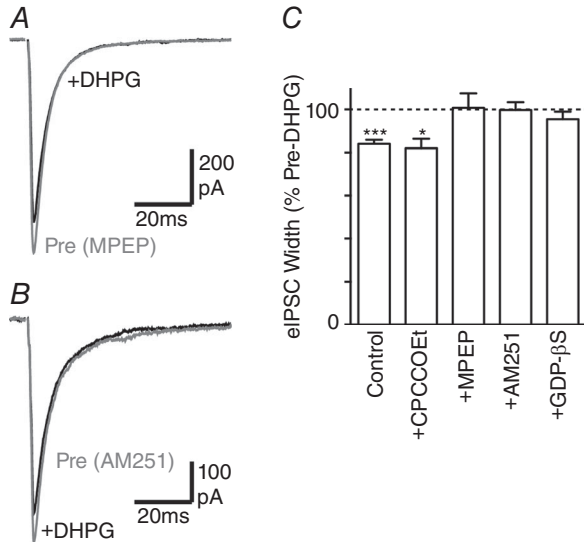 A
+DHPG
200
pA
20ms
Pre (MPEP)
B
Pre (AM251)
100
pA
20ms
+DHPG
C
eIPSC Width (% Pre-DHPG)
100
0
***
*
Control
+CPCCOEt
+MPEP
+AM251
+GDP-βS